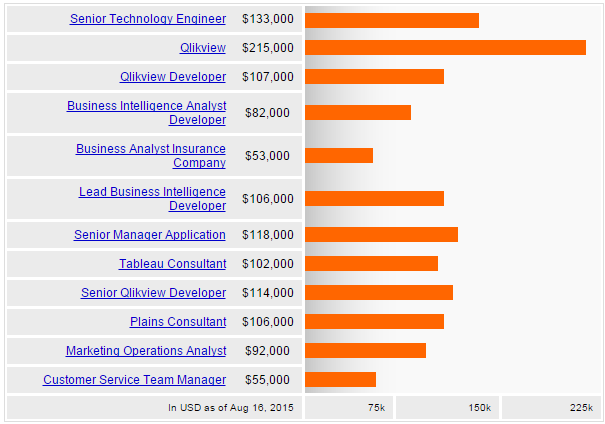 Senior Technology Engineer $133,000
Qlikview $215,000
Qlikview Developer $107,000
Business Intelligence Analyst
Developer $82,000
Business Analyst Insurance
Company $53,000
Lead Business Intelligence
Developer $106,000
Senior Manager Application $118,000
Tableau Consultant $102,000
Senior Qlikview Developer $114,000
Plains Consultant $106,000
Marketing Operations Analyst $92,000
Customer Service Team Manager $55,000
In USD as of Aug 16, 2015 75k 150k 225k